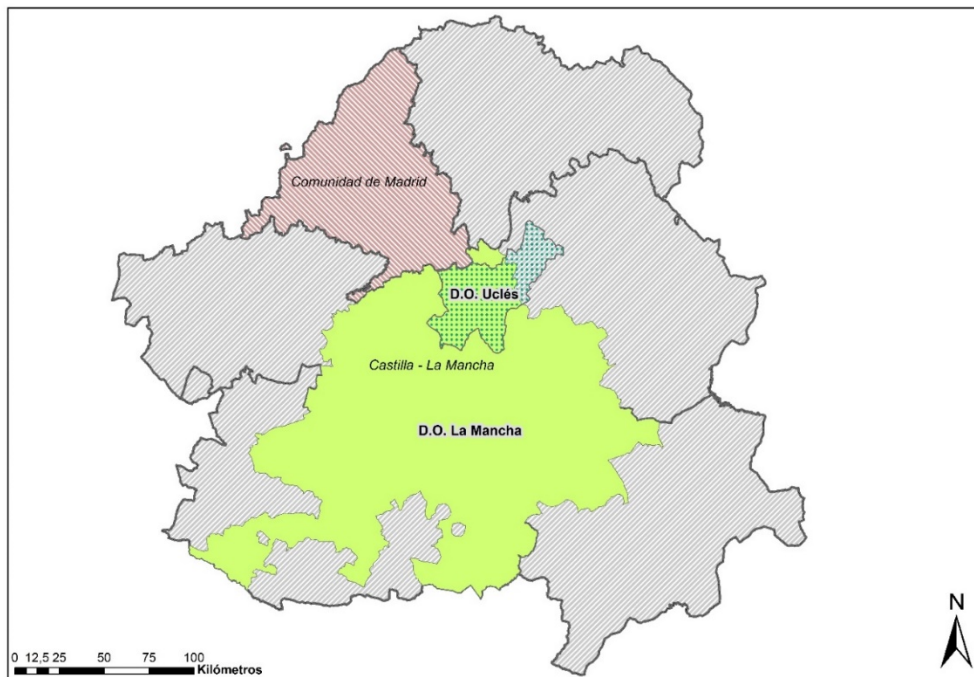 Comunidad de Madrid
D.O. Uclés
Castilla - La Mancha
D.O. La Mancha
N
0 12,5 25 50 75 100
Kilómetros